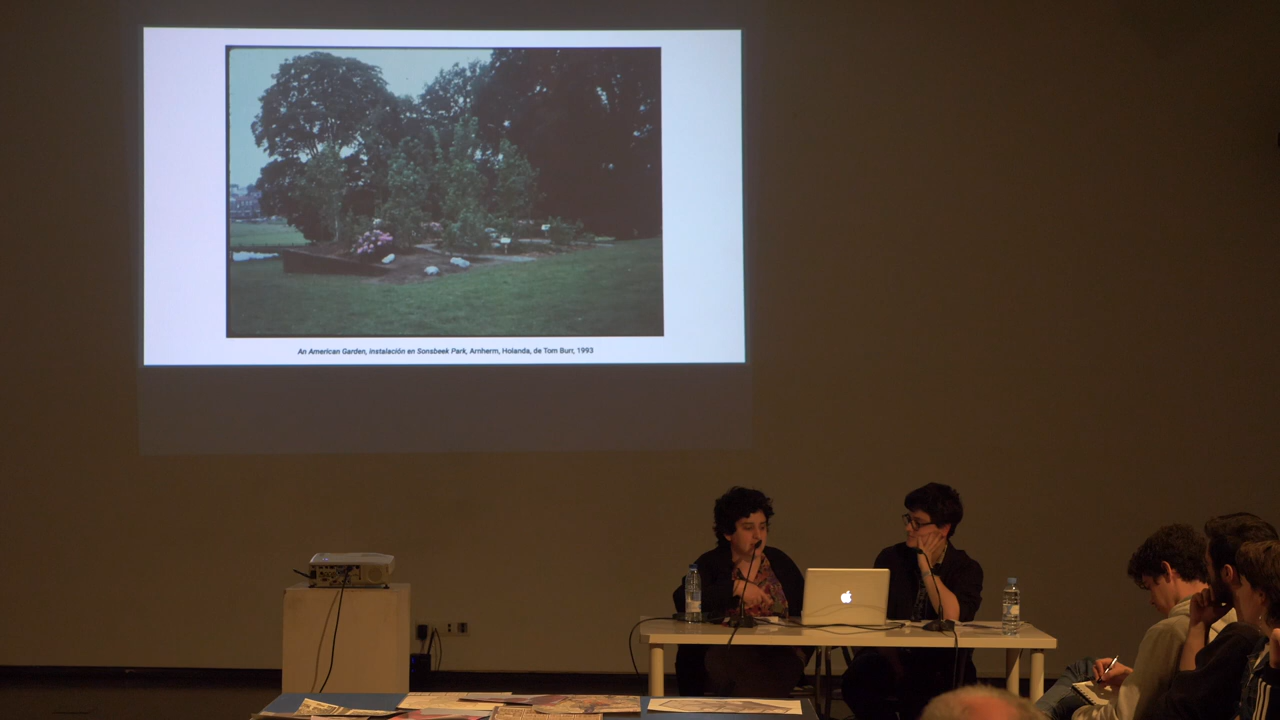 An American Garden, instalación en Sonsbeek Park, Arnherm, Holanda, de Tom Burr, 1993